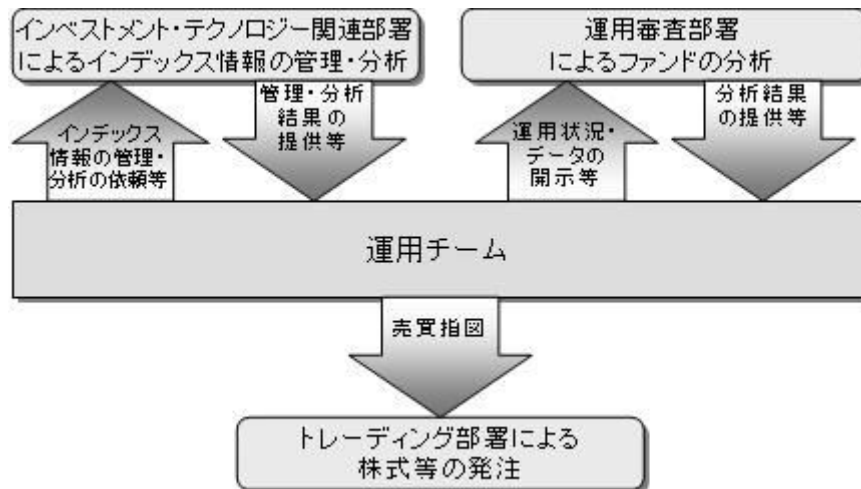 インベストメント・テクノロジー関連部署
によるインデックス情報の管理・分析
運用審査部署
によるファンドの分析
インデックス
情報の管理・
分析の依頼等
管理・分析
結果の
提供等
運用状況・
データの
開示等
分析結果
の提供等
運用チーム
売買指図
トレーディング部署による
株式等の発注